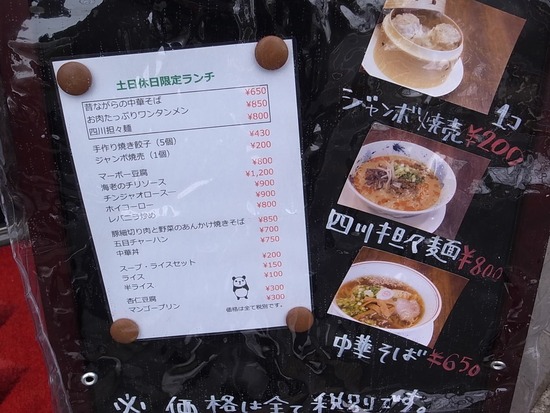 土日休日限定ランチ
昔ながらの中華そば ¥650
お肉たっぷりワンタンメン ¥850
四川担々麺 ¥800
手作り焼き餃子（5個） ¥430
ジャンボ焼売（1個） ¥200
マーボー豆腐 ¥800
海老のチリソース ¥1,200
チンジャオロース― ¥900
ホイコーロー ¥900
レバニラ炒め ¥800
豚細切り肉と野菜のあんかけ焼きそば ¥850
五目チャーハン ¥700
中華丼 ¥750
スープ・ライスセット ¥200
ライス ¥150
半ライス ¥100
杏仁豆腐 ¥300
マンゴープリン ¥300
価格は全て税別です。
1コ
ジャンボ焼売 ¥200
四川担々麺 ¥800
中華そば ¥650
価格は全て税別です。